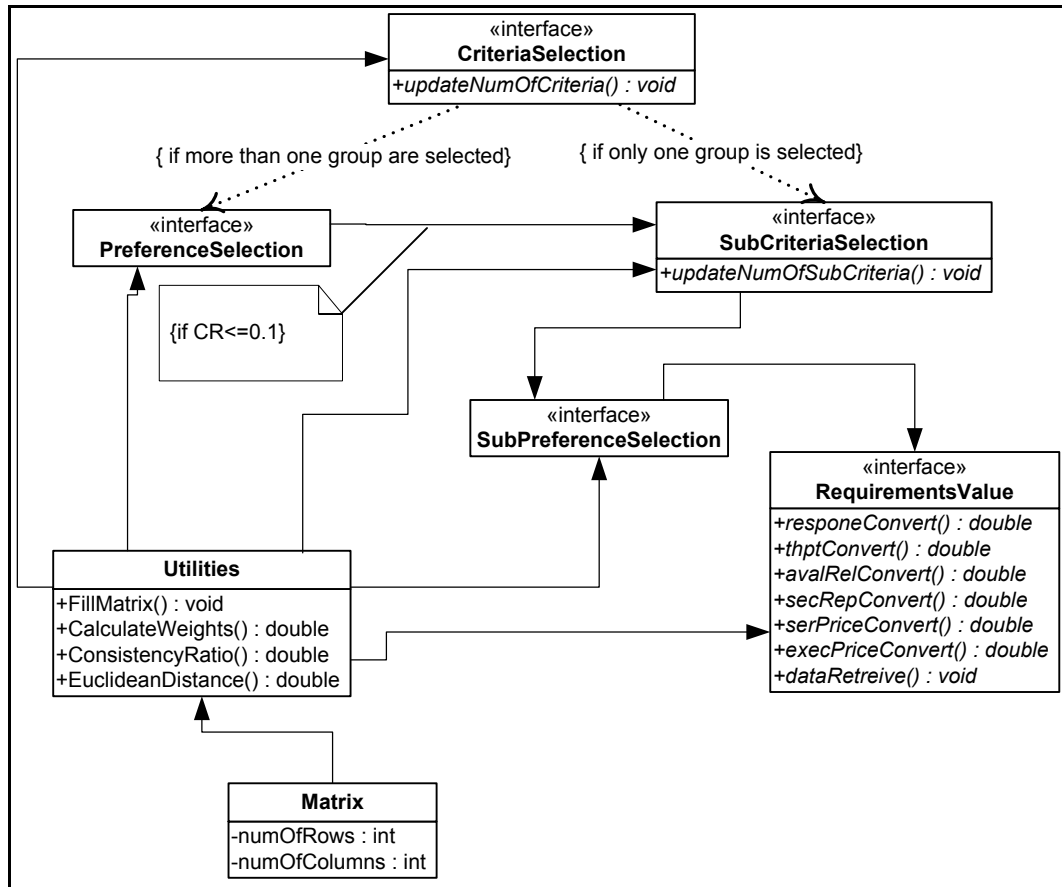 «interface»
CriteriaSelection
+updateNumOfCriteria() : void
{ if more than one group are selected}
{ if only one group is selected}
«interface»
PreferenceSelection
«interface»
SubCriteriaSelection
+updateNumOfSubCriteria() : void
{if CR<=0.1}
«interface»
SubPreferenceSelection
«interface»
RequirementsValue
+responeConvert() : double
+thptConvert() : double
+avalRelConvert() : double
+secRepConvert() : double
+serPriceConvert() : double
+execPriceConvert() : double
+dataRetreive() : void
Utilities
+FillMatrix() : void
+CalculateWeights() : double
+ConsistencyRatio() : double
+EuclideanDistance() : double
Matrix
-numOfRows : int
-numOfColumns : int